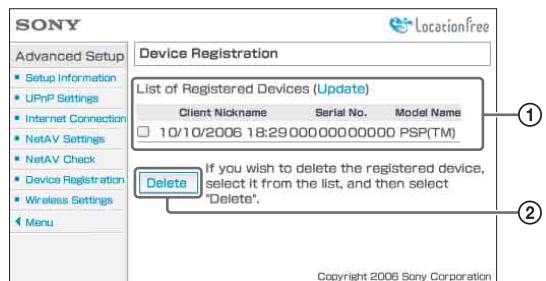 SONY
LocationFree
Advanced Setup
Device Registration
Setup Information
UPnP Settings
Internet Connection
NetAV Settings
NetAV Check
Device Registration
Wireless Settings
Menu
List of Registered Devices (Update)
Client Nickname Serial No. Model Name
10/10/2006 18:29 00000000000 PSP(TM)
Delete
If you wish to delete the registered device,
select it from the list, and then select
"Delete".
Copyright 2006 Sony Corporation
1
2